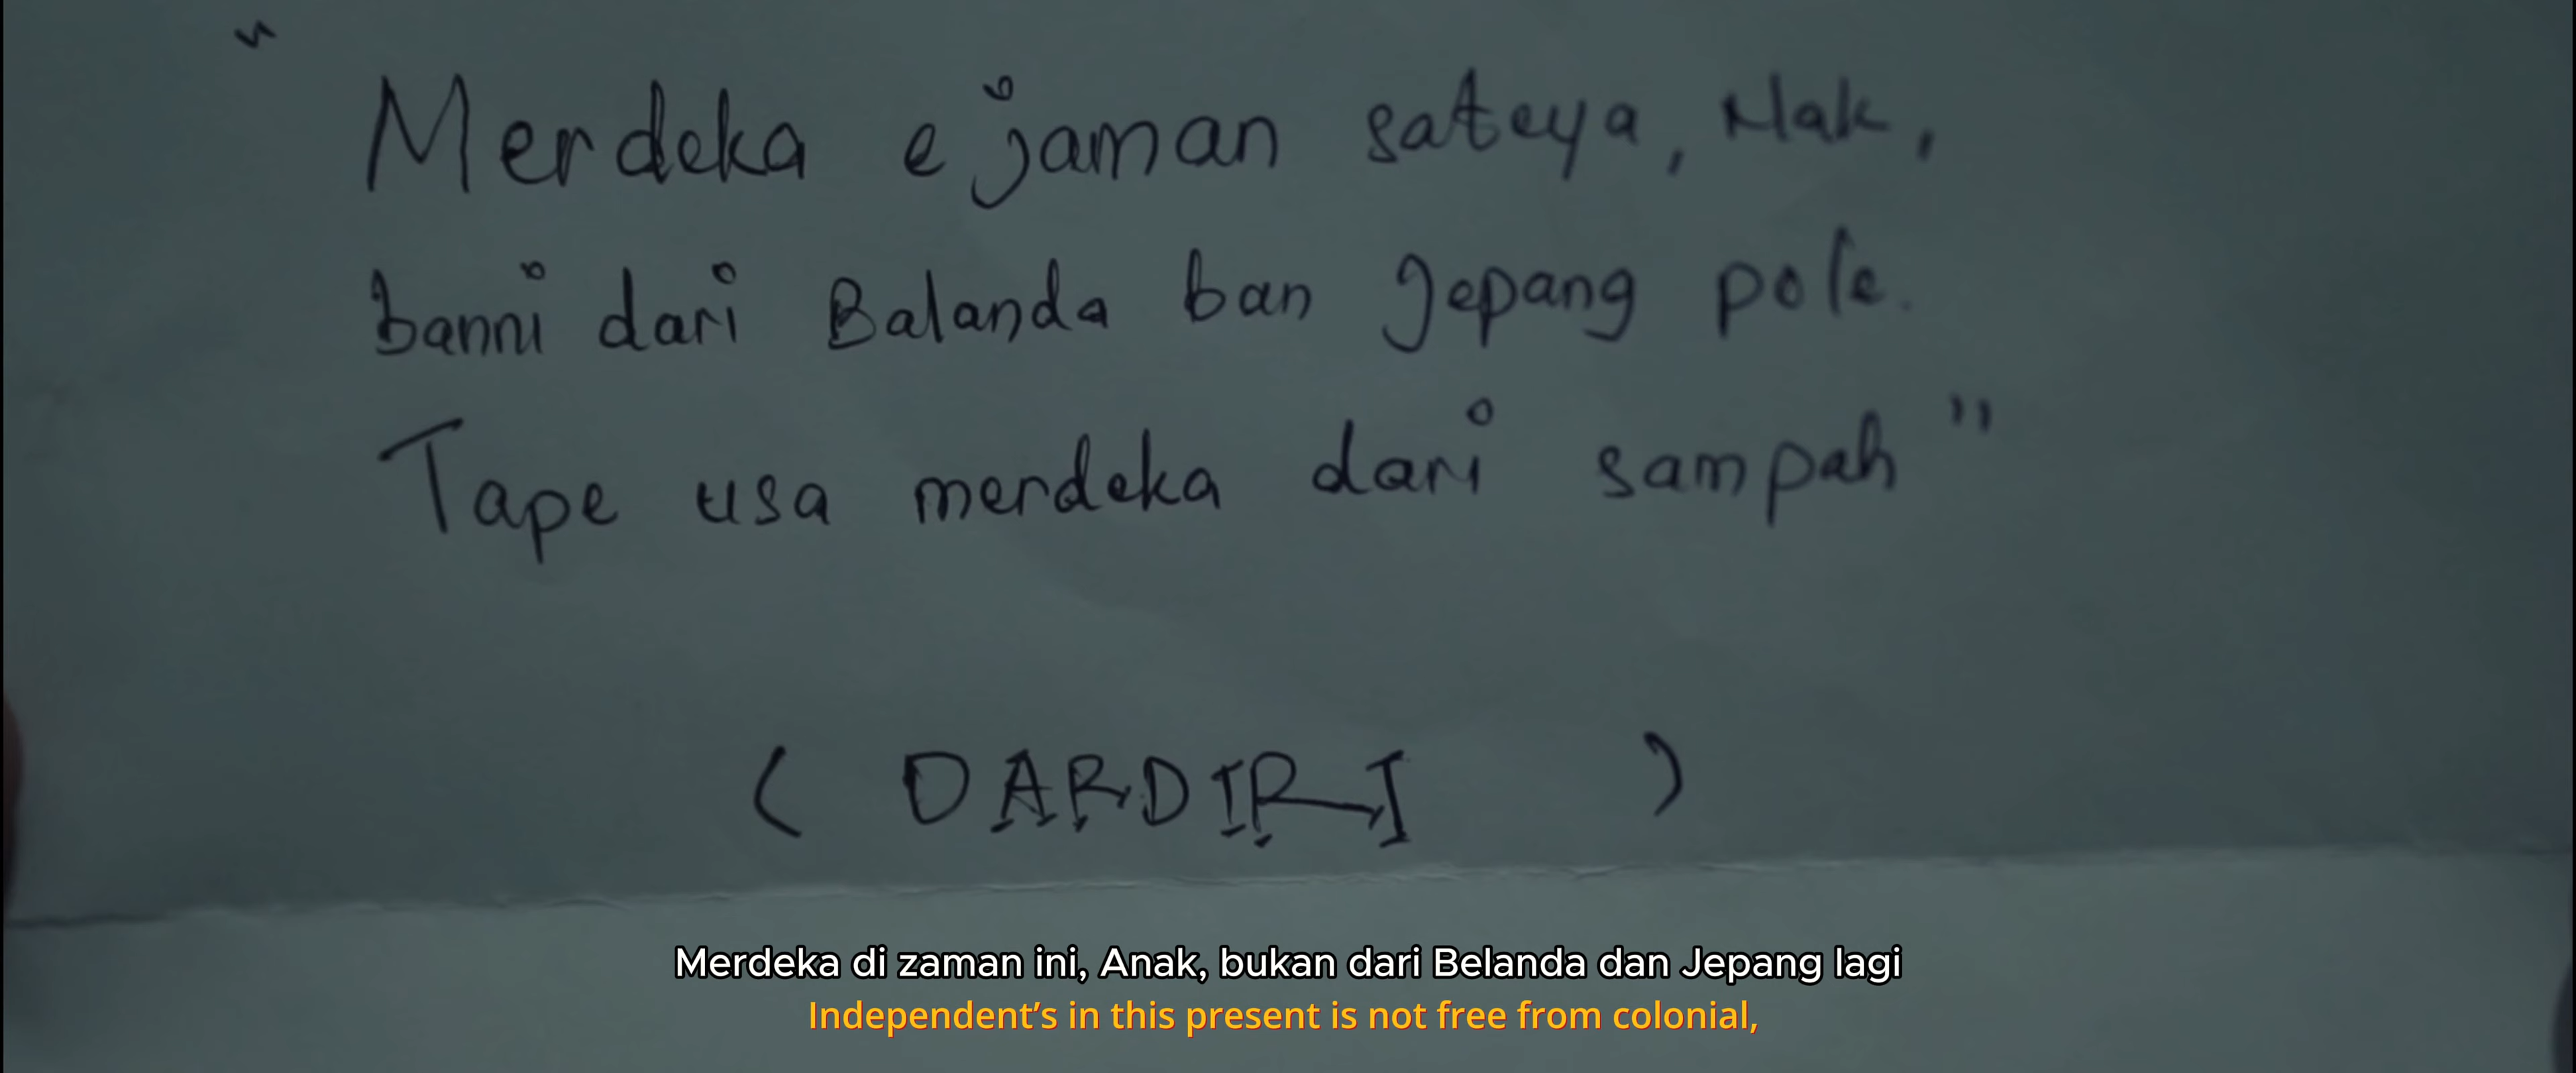 "Merdeka e jaman sateya, Nak,
banni dari Balanda ban Jepang pole.
Tape usa merdeka dari sampah"
( DARDIRI )
Merdeka di zaman ini, Anak, bukan dari Belanda dan Jepang lagi
Independent's in this present is not free from colonial,